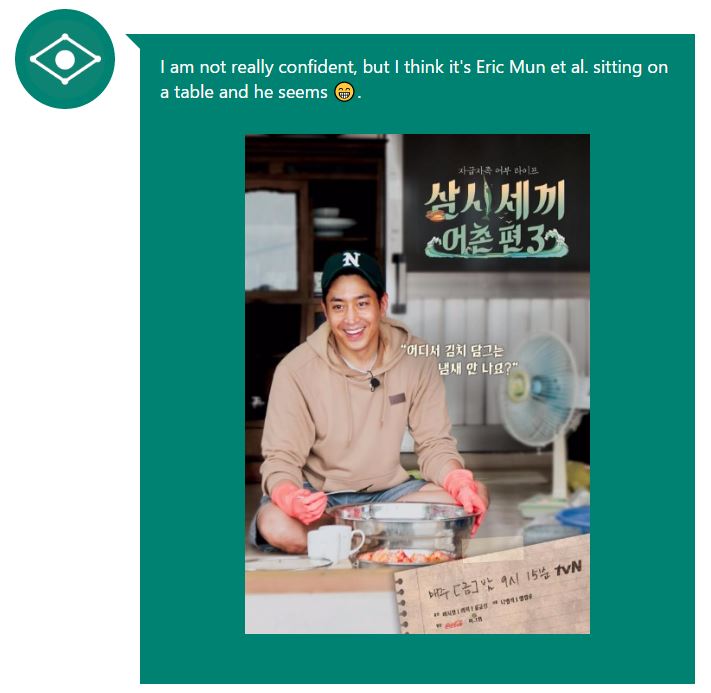 I am not really confident, but I think it's Eric Mun et al. sitting on
a table and he seems 😁.
자급자족 어부 라이프
삼시세끼
어촌편3
N
"어디서 김치 담그는
냄새 안 나요?"
매주 [금] 밤 9시 15분 tvN
Coca-Cola